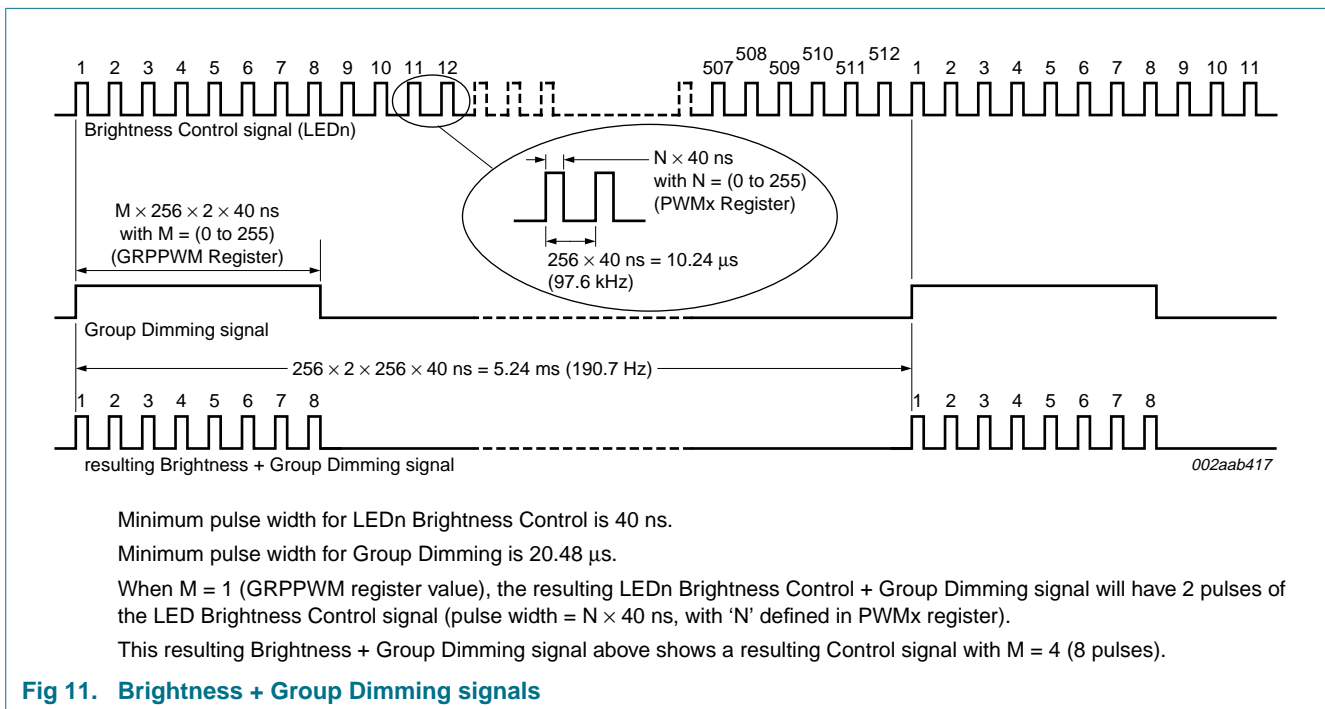 1 2 3 4 5 6 7 8 9 10 11 12 507 508 509 510 511 512 1 2 3 4 5 6 7 8 9 10 11
Brightness Control signal (LEDn)
N × 40 ns
with N = (0 to 255)
(PWMx Register)
256 × 40 ns = 10.24 μs
(97.6 kHz)
M × 256 × 2 × 40 ns
with M = (0 to 255)
(GRPPWM Register)
Group Dimming signal
256 × 2 × 256 × 40 ns = 5.24 ms (190.7 Hz)
1 2 3 4 5 6 7 8 1 2 3 4 5 6 7 8
resulting Brightness + Group Dimming signal
002aab417
Minimum pulse width for LEDn Brightness Control is 40 ns.
Minimum pulse width for Group Dimming is 20.48 μs.
When M = 1 (GRPPWM register value), the resulting LEDn Brightness Control + Group Dimming signal will have 2 pulses of
the LED Brightness Control signal (pulse width = N × 40 ns, with ‘N’ defined in PWMx register).
This resulting Brightness + Group Dimming signal above shows a resulting Control signal with M = 4 (8 pulses).
Fig 11. Brightness + Group Dimming signals